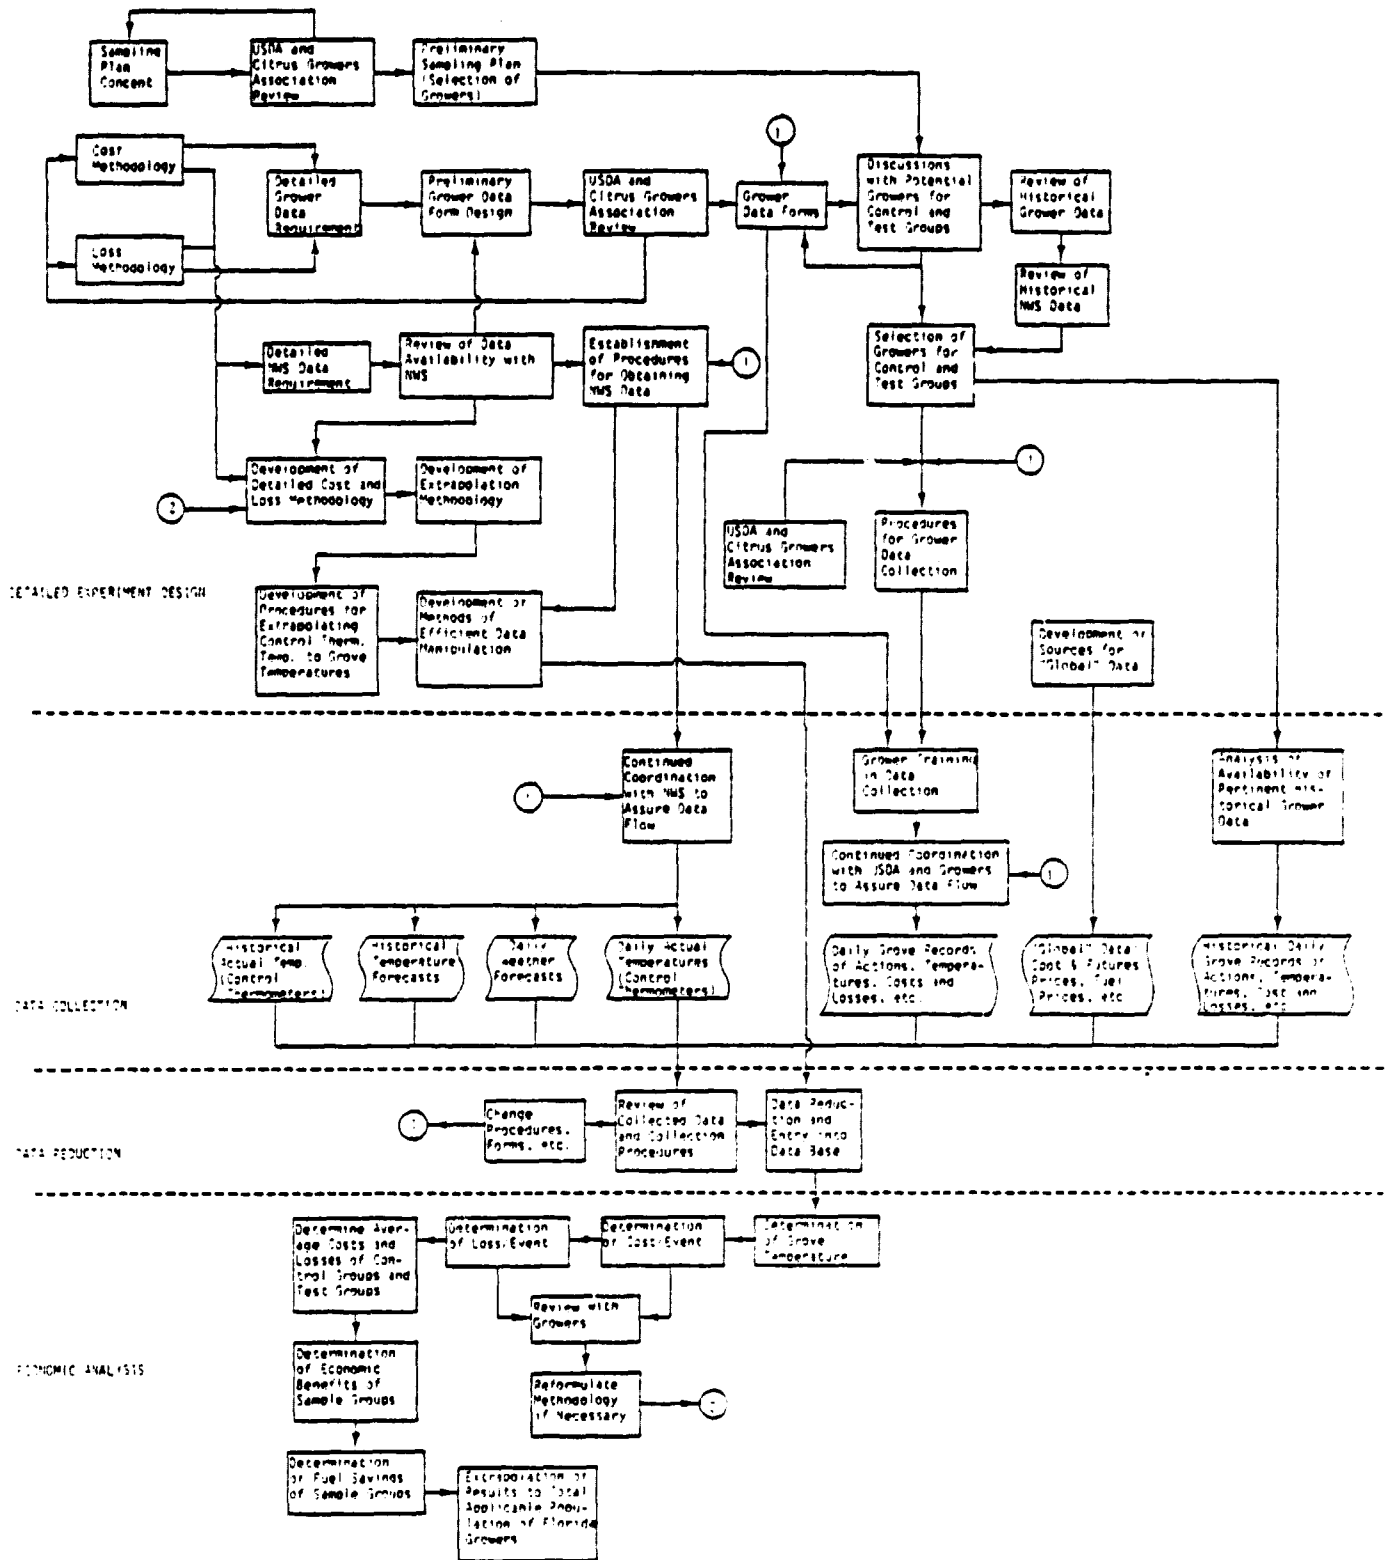 Sampling
Plan
Concept
USDA and
Citrus Growers
Association
Review
Preliminary
Sampling Plan
(Selection of
Growers)
Cost
Methodology
Detailed
Grower
Data
Requirement
Preliminary
Grower Data
Form Design
USDA and
Citrus Growers
Association
Review
1
Grower
Data Forms
Discussions
with Potential
Growers for
Control and
Test Groups
Review of
Historical
Grower Data
Loss
Methodology
Review of
Historical
NWS Data
Detailed
NWS Data
Requirement
Review of Data
Availability with
NWS
Establishment
of Procedures
for Obtaining
NWS Data
1
Selection of
Growers for
Control and
Test Groups
Development of
Detailed Cost and
Loss Methodology
2
Development of
Extrapolation
Methodology
1
USDA and
Citrus Growers
Association
Review
Procedures
for Grower
Data
Collection
DETAILED EXPERIMENT DESIGN
Development of
Procedures for
Extrapolating
Control Therm.
Temp. to Grove
Temperatures
Development of
Methods of
Efficient Data
Manipulation
Development of
Sources for
"Global" Data
Continued
Coordination
with NWS to
Assure Data
Flow
Grower Training
in Data
Collection
Analysis of
Availability of
Pertinent His-
torical Grower
Data
Continued Coordination
with USDA and Growers
to Assure Data Flow
1
Historical
Actual Temp.
(Control
Thermometers)
Historical
Temperature
Forecasts
Daily
Weather
Forecasts
Daily Actual
Temperatures
(Control
Thermometers)
Daily Grove Records
of Actions, Tempera-
tures, Costs and
Losses, etc.
"Global" Data:
Spot & Futures
Prices, Fuel
Prices, etc
Historical Daily
Grove Records of
Actions, Tempera-
tures, Cost and
Losses, etc
DATA COLLECTION
Change
Procedures,
Forms, etc.
Review of
Collected Data
and Collection
Procedures
Data Reduc-
tion and
Entry into
Data Base
DATA REDUCTION
Determine Aver-
age Costs and
Losses of Con-
trol Groups and
Test Groups
Determination
of Loss/Event
Determination
of Cost/Event
Determination
of Grove
Temperature
Review with
Growers
ECONOMIC ANALYSIS
Determination
of Economic
Benefits of
Sample Groups
Reformulate
Methodology
if Necessary
2
Determination
of Fuel Savings
of Sample Groups
Extrapolation of
Results to Total
Applicable Popu-
lation of Florida
Growers